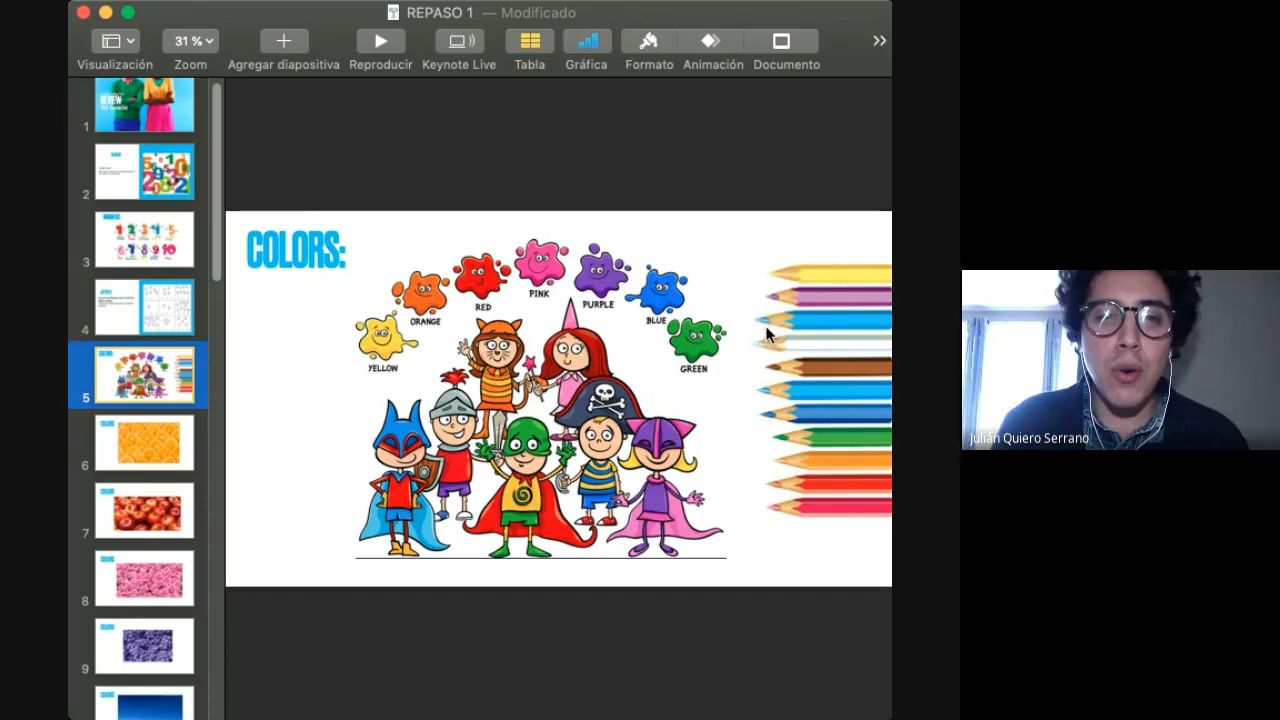 REPASO 1 — Modificado
31 %
Visualización Zoom Agregar diapositiva Reproducir Keynote Live Tabla Gráfica Formato Animación Documento
REVIEW
1
2
3
4
5
6
7
8
9
COLORS:
YELLOW
ORANGE
RED
PINK
PURPLE
BLUE
GREEN
Julián Quiero Serrano